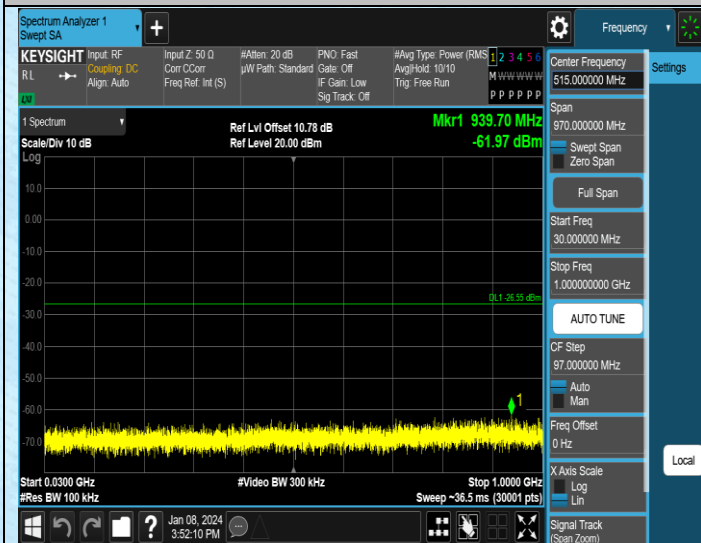 Spectrum Analyzer 1
Swept SA
+
Frequency
KEYSIGHT
RL
LXI
Input: RF
Coupling: DC
Align: Auto
Input Z: 50 Ω
Corr CCorr
Freq Ref: Int (S)
#Atten: 20 dB
µW Path: Standard
PNO: Fast
Gate: Off
IF Gain: Low
Sig Track: Off
#Avg Type: Power (RMS
Avg|Hold: 10/10
Trig: Free Run
1 2 3 4 5 6
M W W W W W
P P P P P P
1 Spectrum
Scale/Div 10 dB
Log
Ref Lvl Offset 10.78 dB
Ref Level 20.00 dBm
Mkr1 939.70 MHz
-61.97 dBm
10.0
0.00
-10.0
-20.0
DL1 -26.55 dBm
-30.0
-40.0
-50.0
-60.0
1
-70.0
Start 0.0300 GHz
#Res BW 100 kHz
#Video BW 300 kHz
Stop 1.0000 GHz
Sweep ~36.5 ms (30001 pts)
Jan 08, 2024
3:52:10 PM
?
Center Frequency
515.000000 MHz
Settings
Span
970.000000 MHz
Swept Span
Zero Span
Full Span
Start Freq
30.000000 MHz
Stop Freq
1.000000000 GHz
AUTO TUNE
CF Step
97.000000 MHz
Auto
Man
Freq Offset
0 Hz
Local
X Axis Scale
Log
Lin
Signal Track
(Span Zoom)